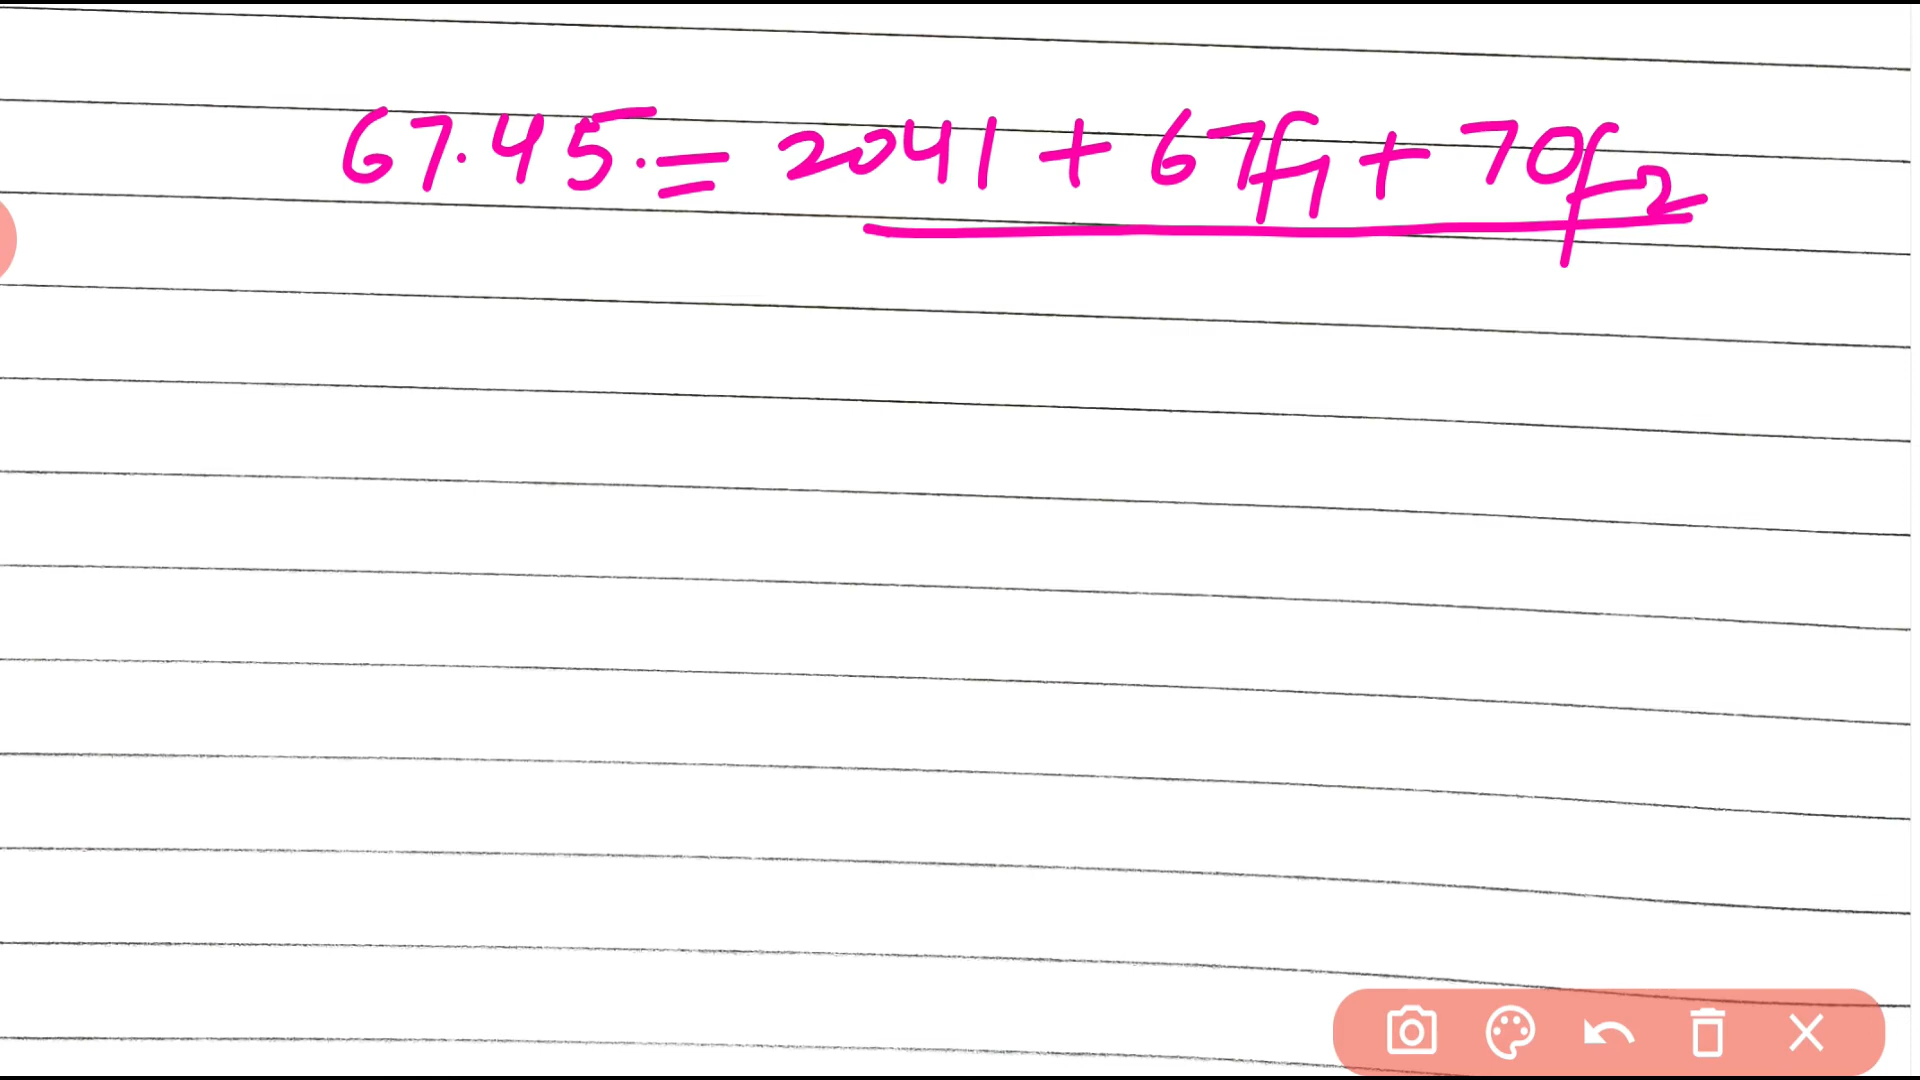 67.45 = 2041 + 67f1 + 70f2